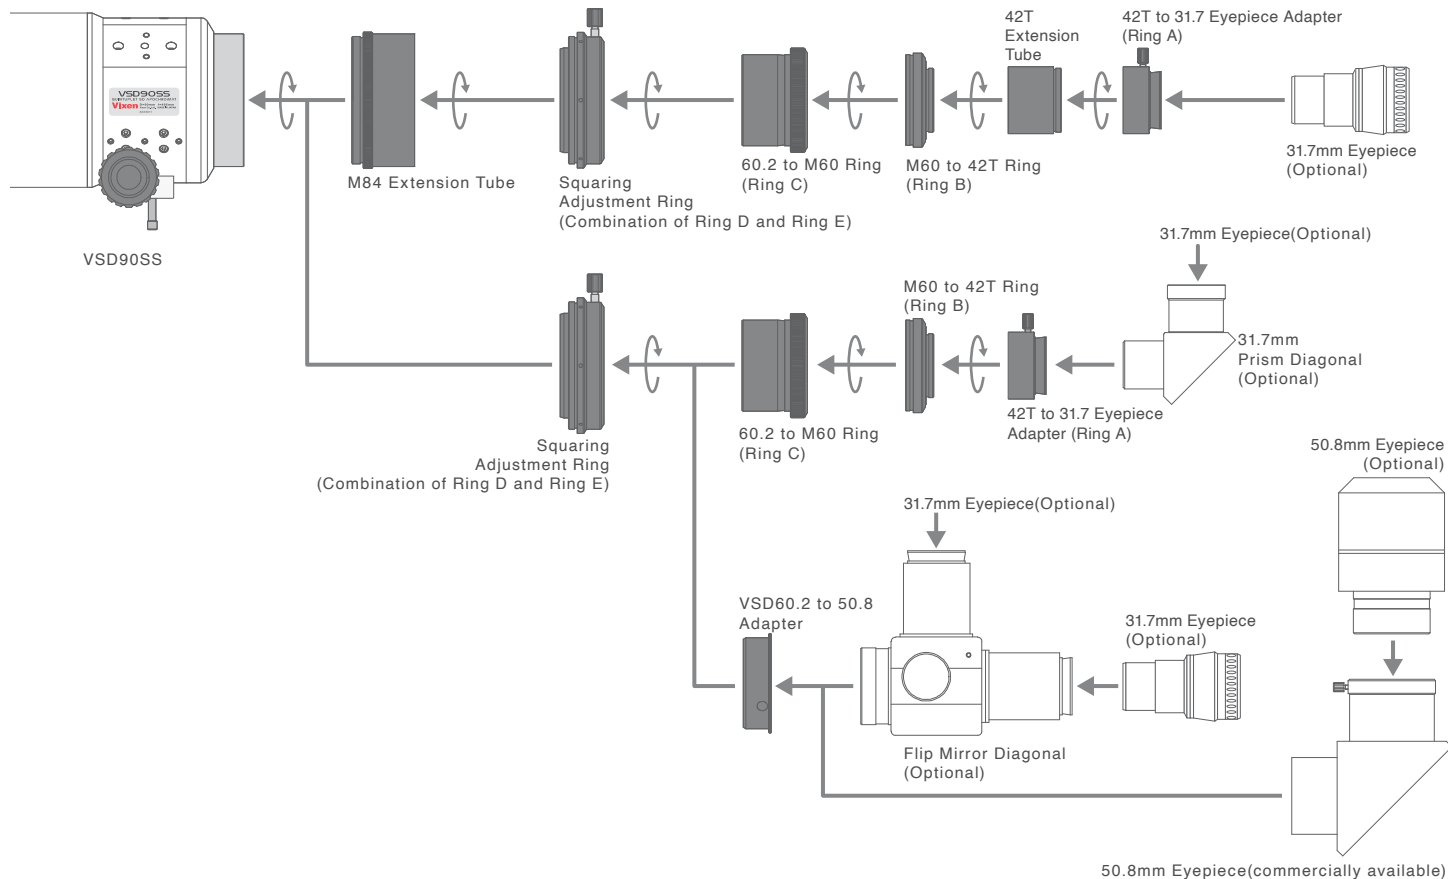 42T
Extension
Tube
42T to 31.7 Eyepiece Adapter
(Ring A)
VSD90SS
Vixen
31.7mm Eyepiece
(Optional)
60.2 to M60 Ring
(Ring C)
M60 to 42T Ring
(Ring B)
M84 Extension Tube
Squaring
Adjustment Ring
(Combination of Ring D and Ring E)
VSD90SS
31.7mm Eyepiece(Optional)
M60 to 42T Ring
(Ring B)
31.7mm
Prism Diagonal
(Optional)
42T to 31.7 Eyepiece
Adapter (Ring A)
60.2 to M60 Ring
(Ring C)
Squaring
Adjustment Ring
(Combination of Ring D and Ring E)
50.8mm Eyepiece
(Optional)
31.7mm Eyepiece(Optional)
VSD60.2 to 50.8
Adapter
31.7mm Eyepiece
(Optional)
Flip Mirror Diagonal
(Optional)
50.8mm Eyepiece(commercially available)